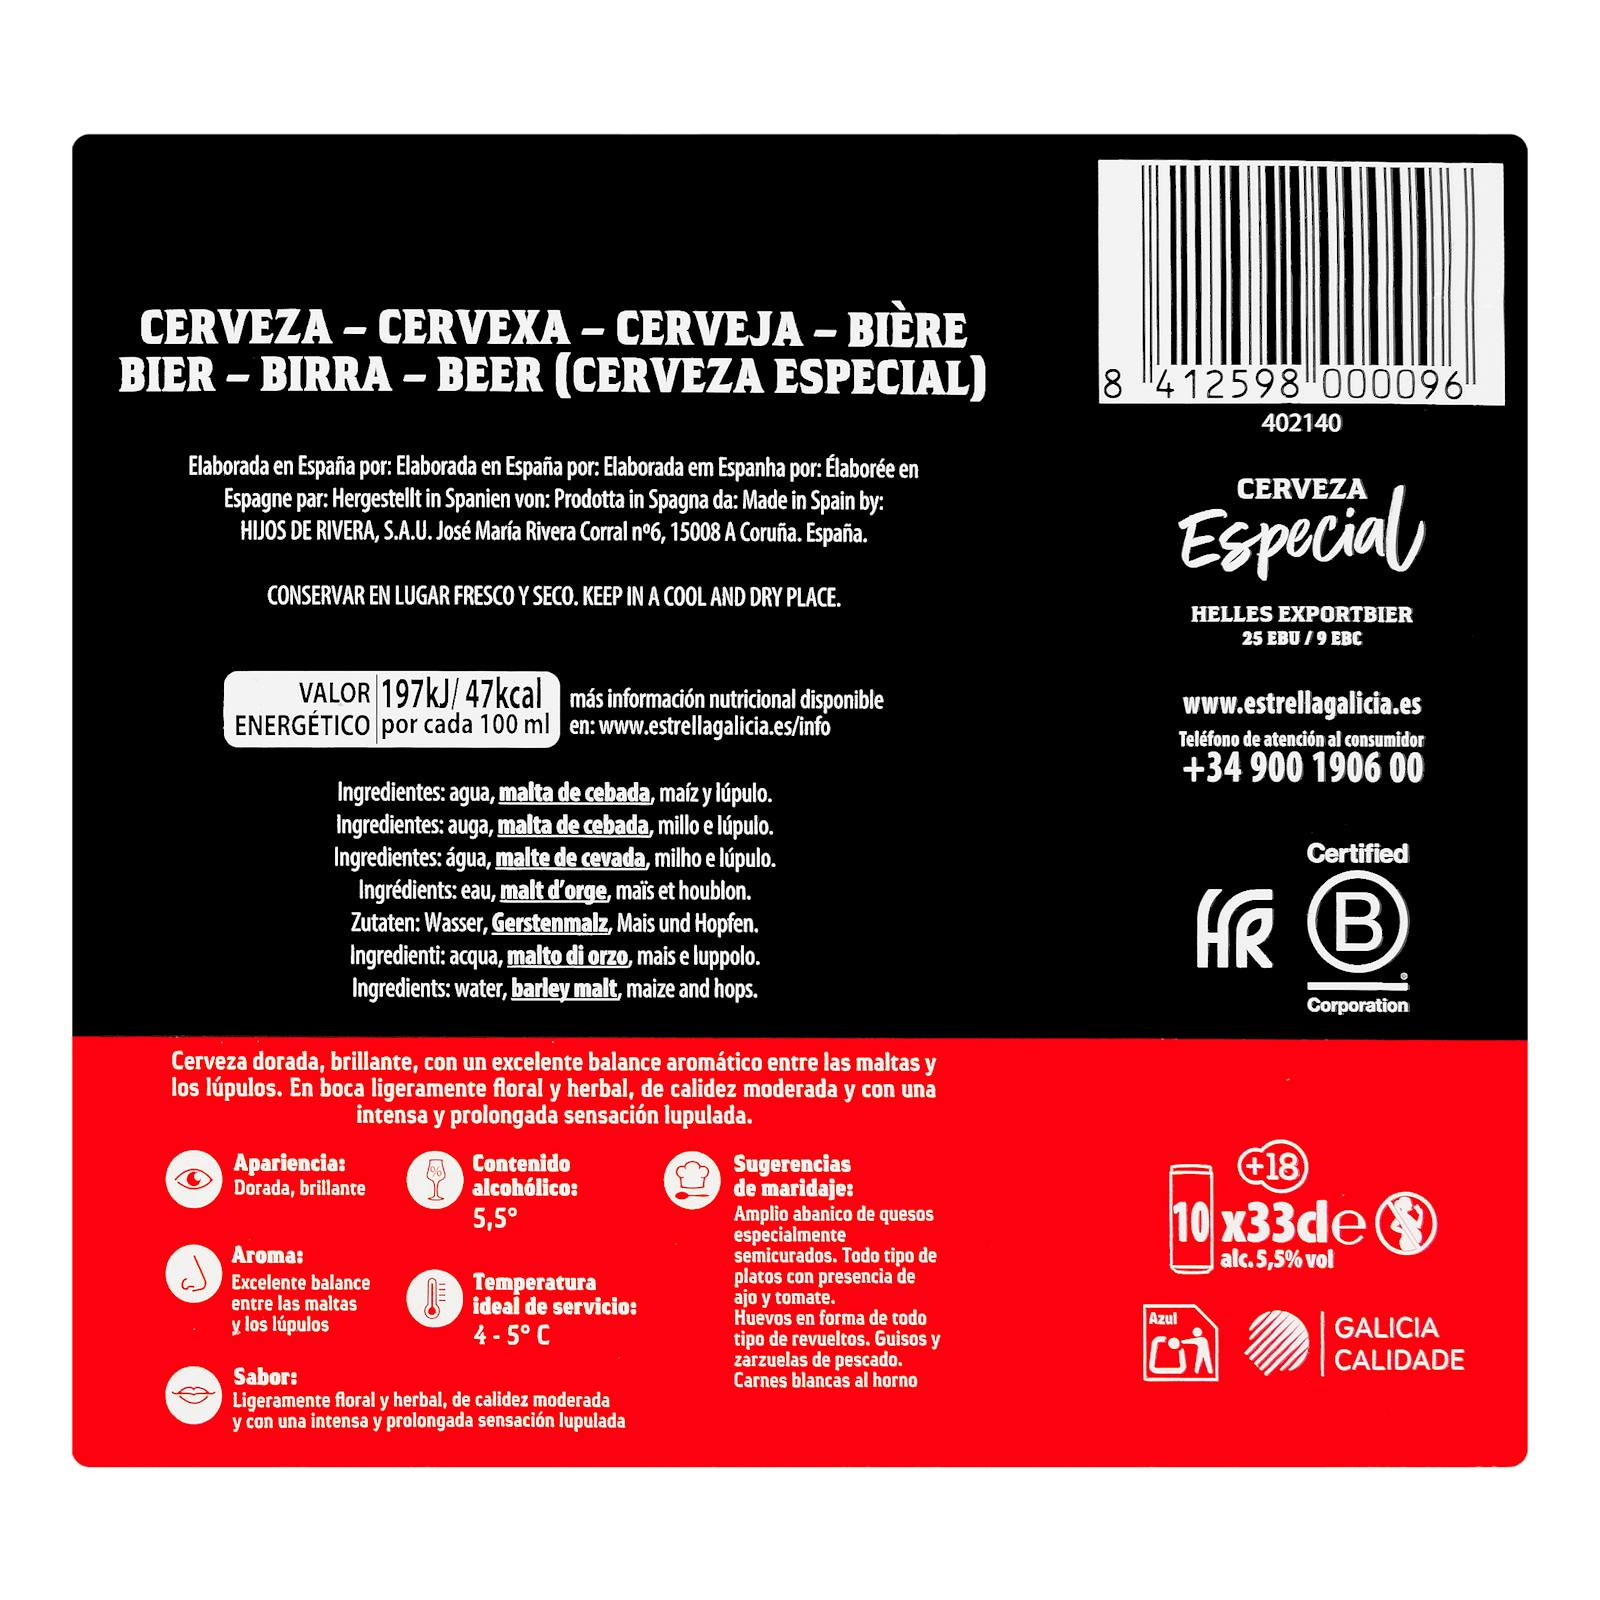 CERVEZA – CERVEXA – CERVEJA – BIÈRE
BIER – BIRRA – BEER (CERVEZA ESPECIAL)
Elaborada en España por: Elaborada en España por: Elaborada em Espanha por: Élaborée en
Espagne par: Hergestellt in Spanien von: Prodotta in Spagna da: Made in Spain by:
HIJOS DE RIVERA, S.A.U. José María Rivera Corral nº6, 15008 A Coruña. España.
CONSERVAR EN LUGAR FRESCO Y SECO. KEEP IN A COOL AND DRY PLACE.
VALOR ENERGÉTICO 197kJ/ 47kcal por cada 100 ml
más información nutricional disponible
en: www.estrellagalicia.es/info
Ingredientes: agua, malta de cebada, maíz y lúpulo.
Ingredientes: auga, malta de cebada, millo e lúpulo.
Ingredientes: água, malte de cevada, milho e lúpulo.
Ingrédients: eau, malt d'orge, maïs et houblon.
Zutaten: Wasser, Gerstenmalz, Mais und Hopfen.
Ingredienti: acqua, malto di orzo, mais e luppolo.
Ingredients: water, barley malt, maize and hops.
8 412598 000096
402140
CERVEZA
Especial
HELLES EXPORTBIER
25 EBU / 9 EBC
www.estrellagalicia.es
Teléfono de atención al consumidor
+34 900 1906 00
HR
Certified
B
®
Corporation
Cerveza dorada, brillante, con un excelente balance aromático entre las maltas y
los lúpulos. En boca ligeramente floral y herbal, de calidez moderada y con una
intensa y prolongada sensación lupulada.
Apariencia:
Dorada, brillante
Aroma:
Excelente balance
entre las maltas
y los lúpulos
Sabor:
Ligeramente floral y herbal, de calidez moderada
y con una intensa y prolongada sensación lupulada
%
Contenido
alcohólico:
5,5°
Temperatura
ideal de servicio:
4 - 5° C
Sugerencias
de maridaje:
Amplio abanico de quesos
especialmente
semicurados. Todo tipo de
platos con presencia de
ajo y tomate.
Huevos en forma de todo
tipo de revueltos. Guisos y
zarzuelas de pescado.
Carnes blancas al horno
+18
10 x33cl℮
alc. 5,5% vol
Azul
GALICIA
CALIDADE